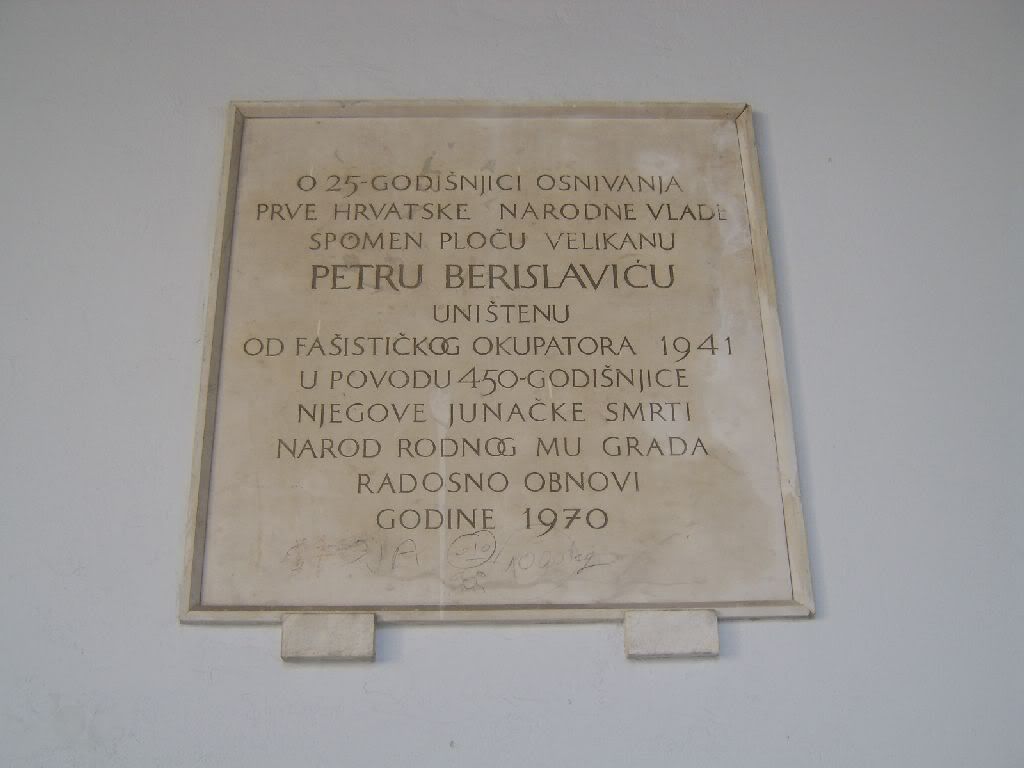 O 25-GODIŠNJICI OSNIVANJA
PRVE HRVATSKE NARODNE VLADE
SPOMEN PLOČU VELIKANU
PETRU BERISLAVIĆU
UNIŠTENU
OD FAŠISTIČKOG OKUPATORA 1941
U POVODU 450-GODIŠNJICE
NJEGOVE JUNAČKE SMRTI
NAROD RODNOG MU GRADA
RADOSNO OBNOVI
GODINE 1970